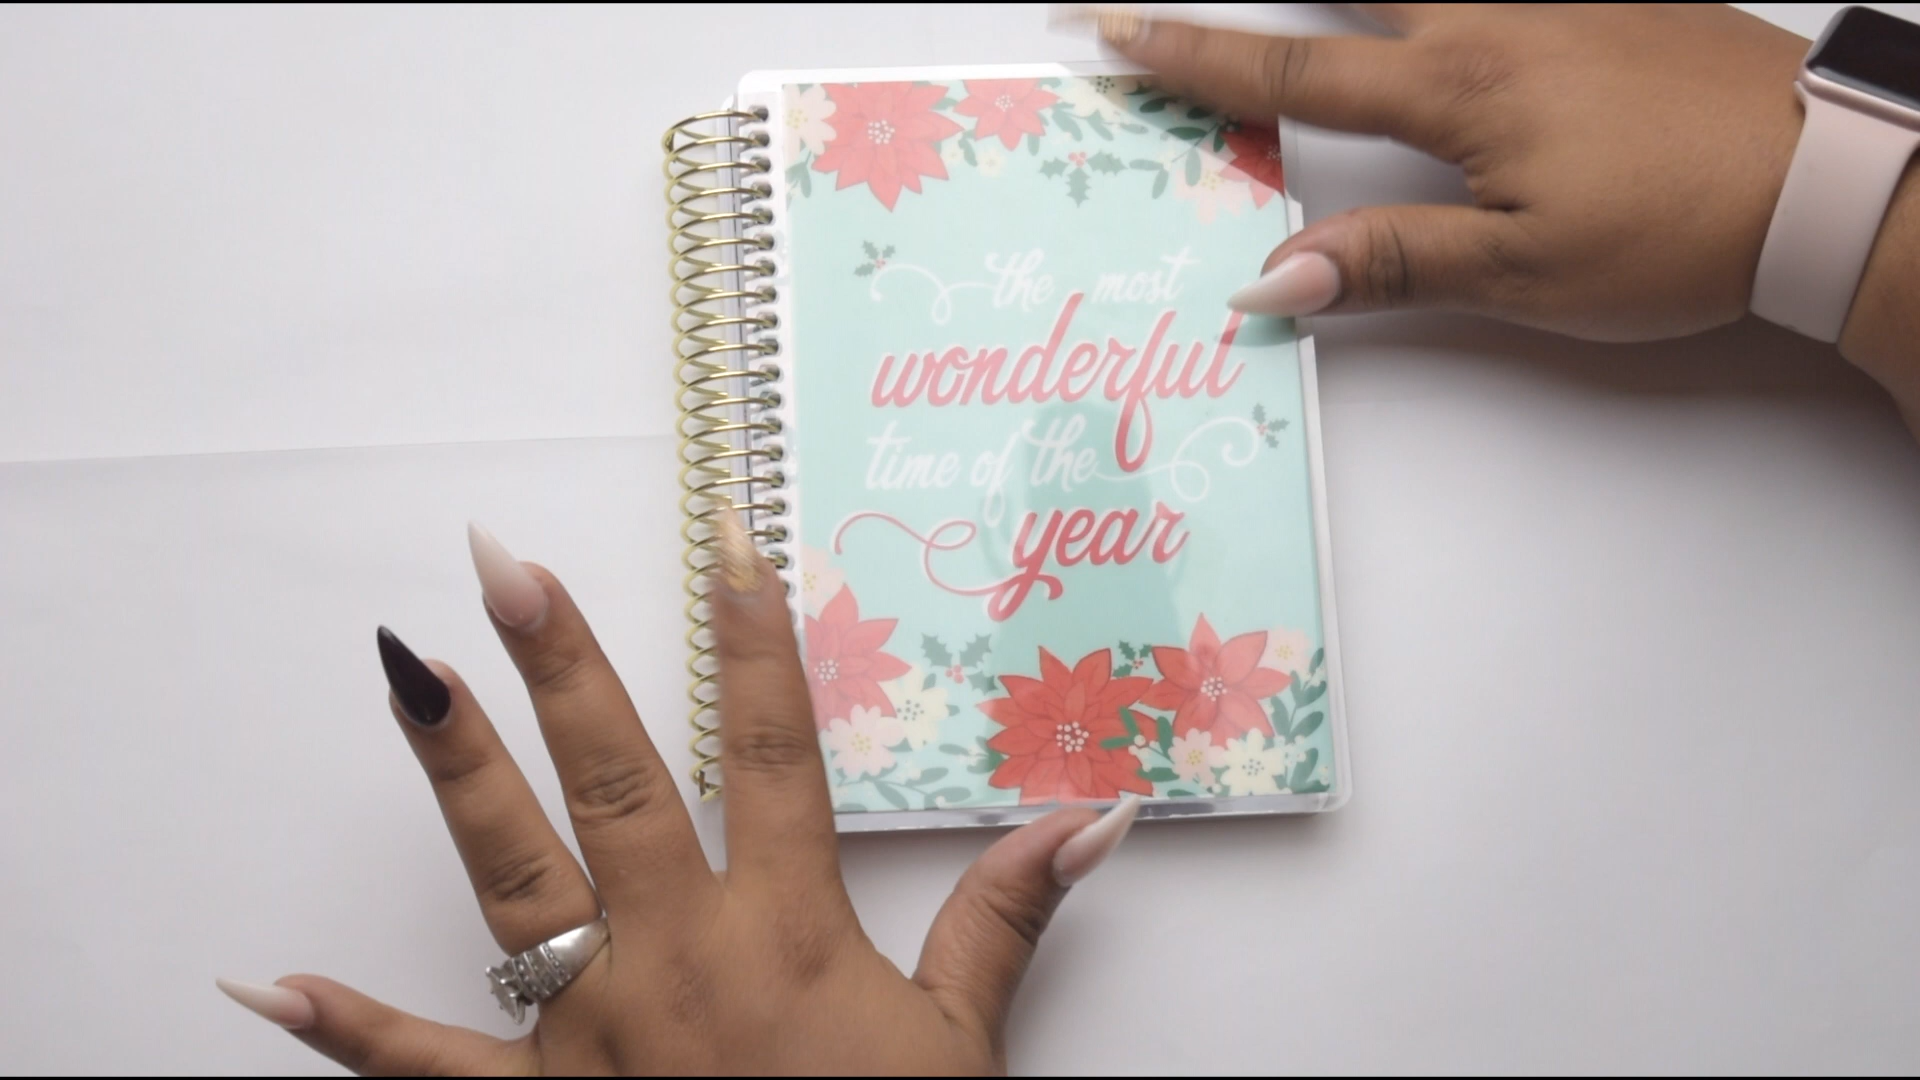 the most
wonderful
time of the
year